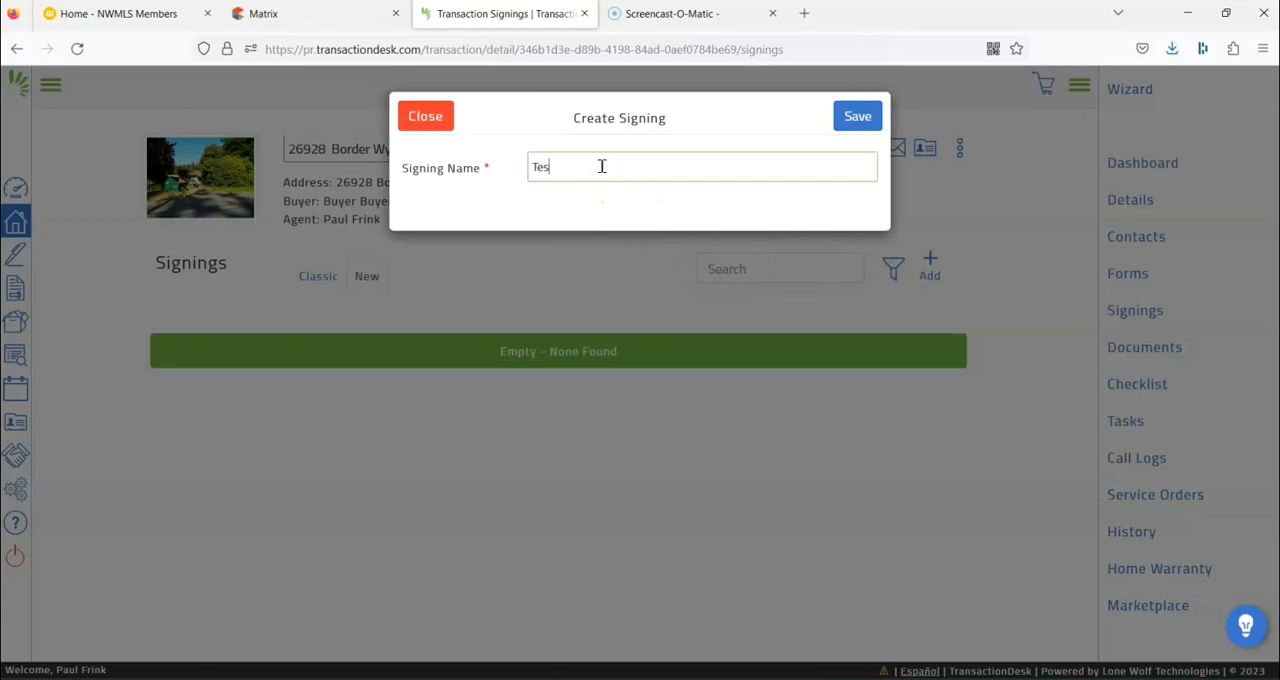 Home - NWMLS Members
Matrix
Transaction Signings | Transacti
Screencast-O-Matic -
https://pr.transactiondesk.com/transaction/detail/346b1d3e-d89b-4198-84ad-0aef0784be69/signings
Close
Create Signing
Save
Signing Name *
Tes
26928 Border Wy
Address: 26928 Bo
Buyer: Buyer Buye
Agent: Paul Frink
Signings
Classic
New
Search
Add
Empty - None Found
Wizard
Dashboard
Details
Contacts
Forms
Signings
Documents
Checklist
Tasks
Call Logs
Service Orders
History
Home Warranty
Marketplace
Welcome, Paul Frink
| Español | TransactionDesk | Powered by Lone Wolf Technologies | © 2023